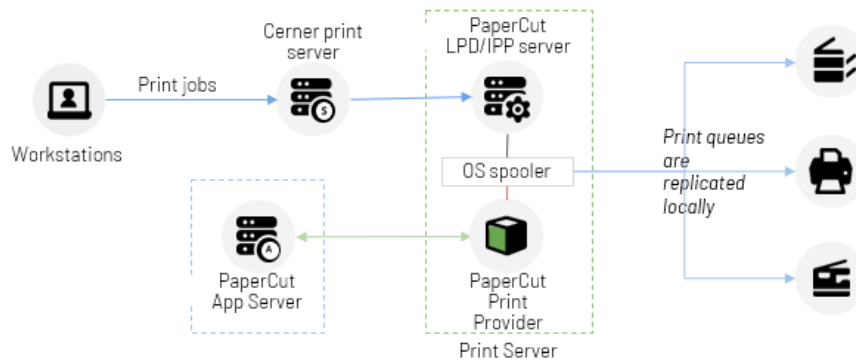 Cerner print
server
PaperCut
LPD/IPP server
Print jobs
S
Workstations
OS spooler
Print queues
are
replicated
locally
A
PaperCut
App Server
PaperCut
Print
Provider
Print Server